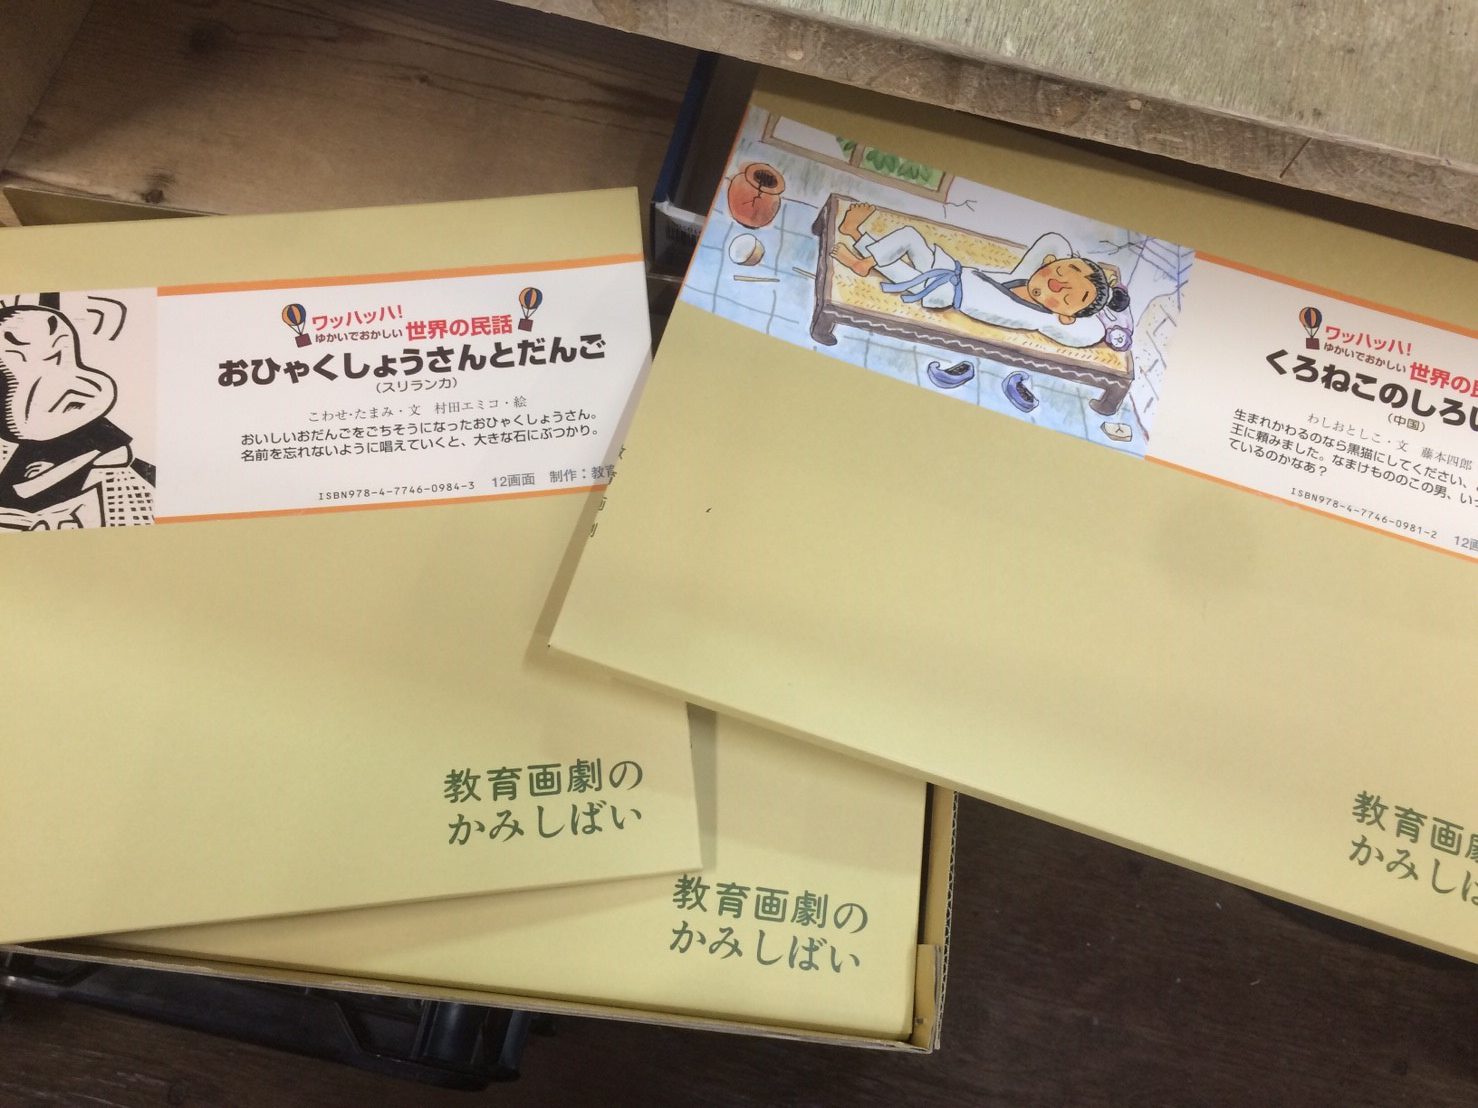 ワッハッハ!
ゆかいでおかしい 世界の民話
おひゃくしょうさんとだんご
(スリランカ)
こわせ・たまみ・文 村田エミコ・絵
おいしいおだんごをごちそうになったおひゃくしょうさん。
名前を忘れないように唱えていくと、大きな石にぶつかり。
ISBN978-4-7746-0984-3 12画面 制作:教育
教育画劇の
かみしばい
教育画劇の
かみしばい
ワッハッハ!
ゆかいでおかしい 世界の民
くろねこのしろい
(中国)
わしおとしこ・文 藤本四郎
生まれかわるのなら黒猫にしてください、
王に頼みました。なまけもののこの男、いっ
ているのかなあ?
ISBN978-4-7746-0981-2 12画
教育画劇
かみしば